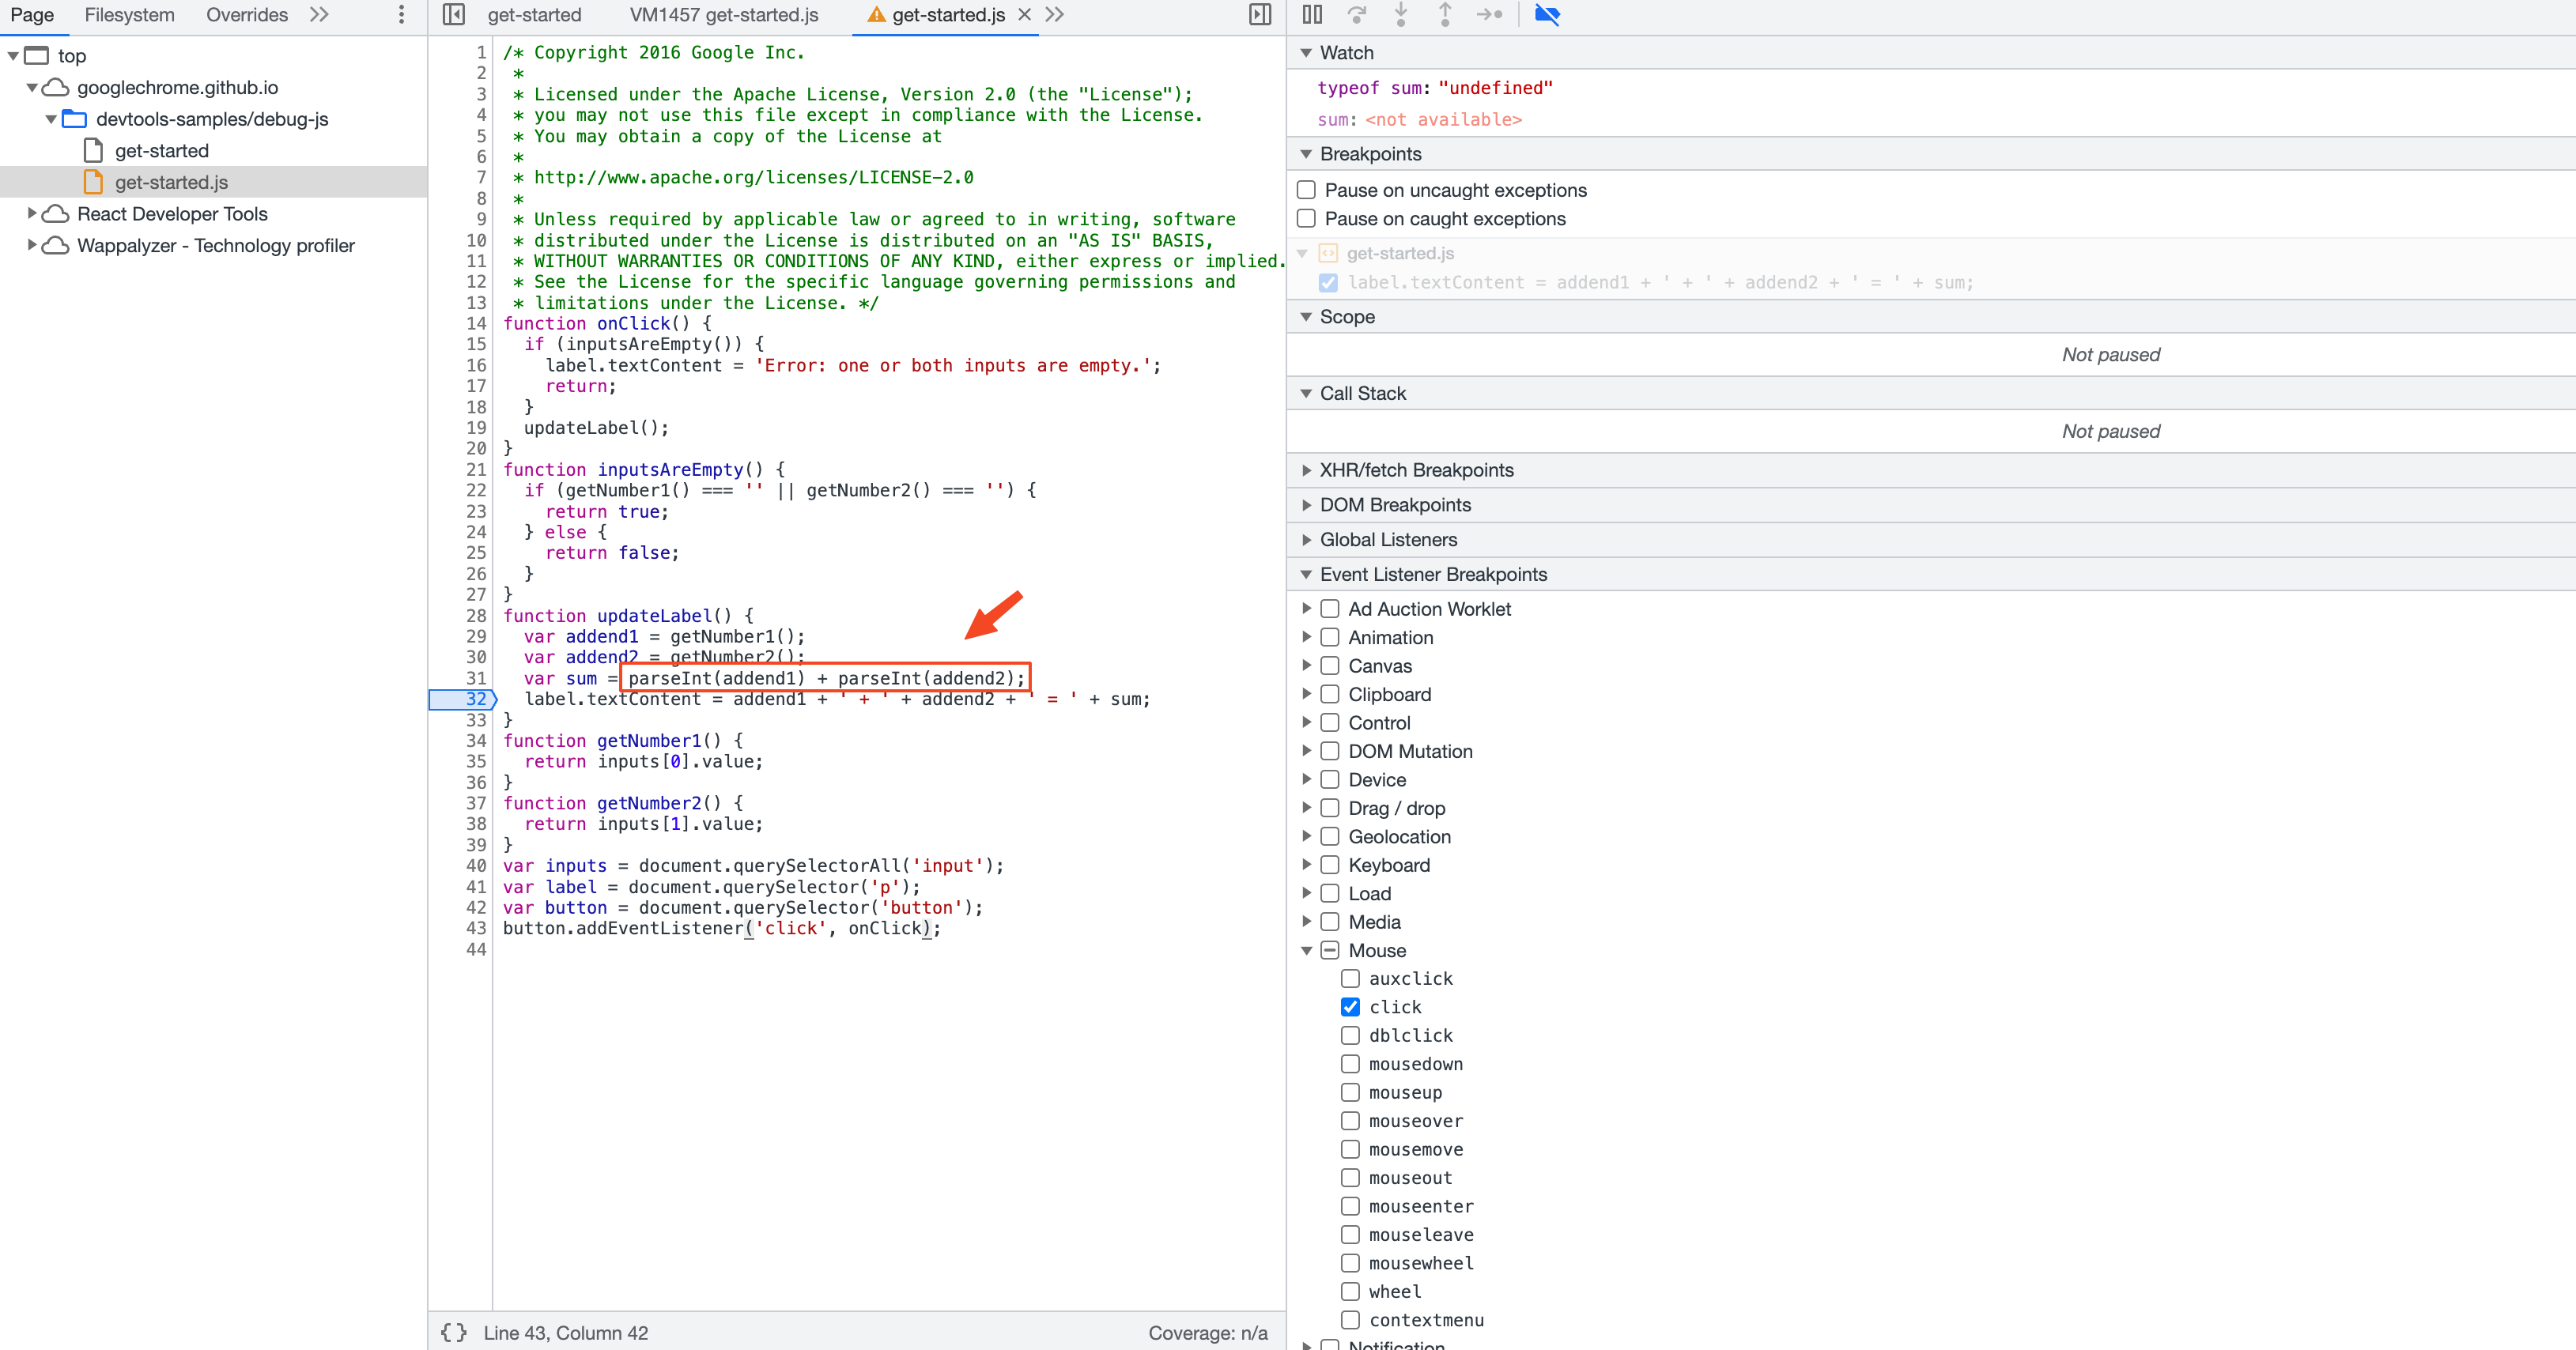 Page Filesystem Overrides
top
googlechrome.github.io
devtools-samples/debug-js
get-started
get-started.js
React Developer Tools
Wappalyzer - Technology profiler
get-started VM1457 get-started.js get-started.js
1 /* Copyright 2016 Google Inc.
2 *
3 * Licensed under the Apache License, Version 2.0 (the "License");
4 * you may not use this file except in compliance with the License.
5 * You may obtain a copy of the License at
6 *
7 * http://www.apache.org/licenses/LICENSE-2.0
8 *
9 * Unless required by applicable law or agreed to in writing, software
10 * distributed under the License is distributed on an "AS IS" BASIS,
11 * WITHOUT WARRANTIES OR CONDITIONS OF ANY KIND, either express or implied.
12 * See the License for the specific language governing permissions and
13 * limitations under the License. */
14 function onClick() {
15 if (inputsAreEmpty()) {
16 label.textContent = 'Error: one or both inputs are empty.';
17 return;
18 }
19 updateLabel();
20 }
21 function inputsAreEmpty() {
22 if (getNumber1() === '' || getNumber2() === '') {
23 return true;
24 } else {
25 return false;
26 }
27 }
28 function updateLabel() {
29 var addend1 = getNumber1();
30 var addend2 = getNumber2();
31 var sum = parseInt(addend1) + parseInt(addend2);
32 label.textContent = addend1 + ' + ' + addend2 + ' = ' + sum;
33 }
34 function getNumber1() {
35 return inputs[0].value;
36 }
37 function getNumber2() {
38 return inputs[1].value;
39 }
40 var inputs = document.querySelectorAll('input');
41 var label = document.querySelector('p');
42 var button = document.querySelector('button');
43 button.addEventListener('click', onClick);
44
{} Line 43, Column 42 Coverage: n/a
Watch
typeof sum: "undefined"
sum: <not available>
Breakpoints
Pause on uncaught exceptions
Pause on caught exceptions
get-started.js
label.textContent = addend1 + ' + ' + addend2 + ' = ' + sum;
Scope
Not paused
Call Stack
Not paused
XHR/fetch Breakpoints
DOM Breakpoints
Global Listeners
Event Listener Breakpoints
Ad Auction Worklet
Animation
Canvas
Clipboard
Control
DOM Mutation
Device
Drag / drop
Geolocation
Keyboard
Load
Media
Mouse
auxclick
click
dblclick
mousedown
mouseup
mouseover
mousemove
mouseout
mouseenter
mouseleave
mousewheel
wheel
contextmenu
Notification